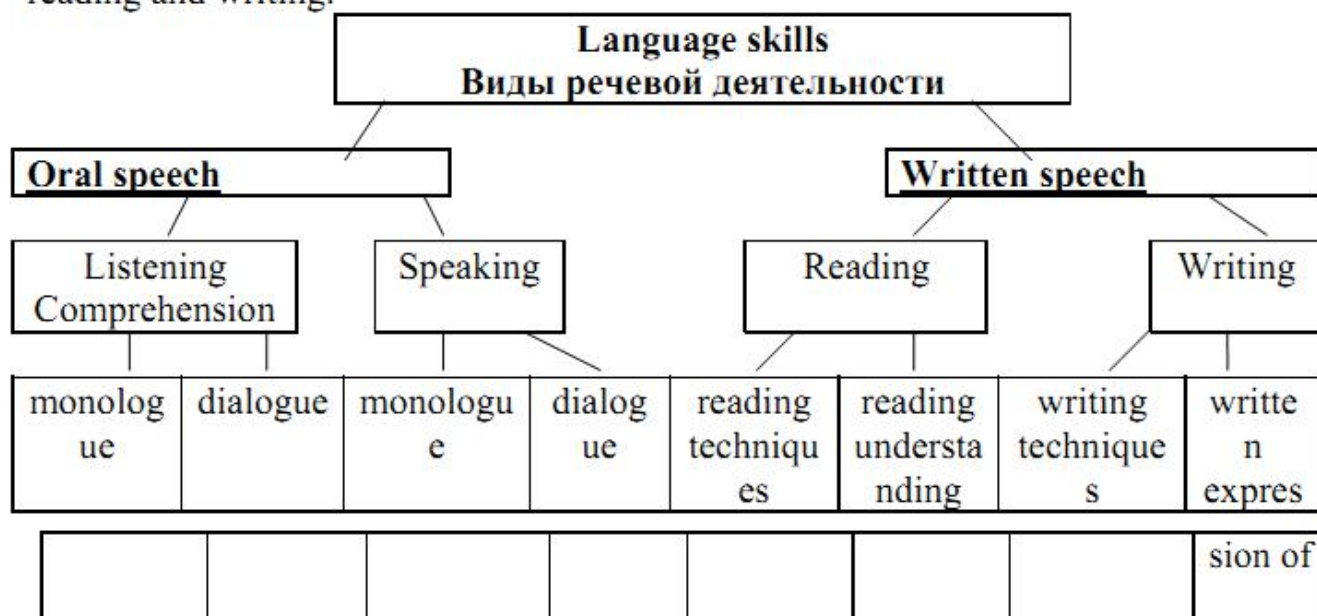 reading and writing.
Language skills
Виды речевой деятельности
Oral speech
Written speech
Listening
Comprehension
Speaking
Reading
Writing
monolog
ue
dialogue
monologu
e
dialog
ue
reading
techniqu
es
reading
understa
nding
writing
technique
s
writte
n
expres
sion of